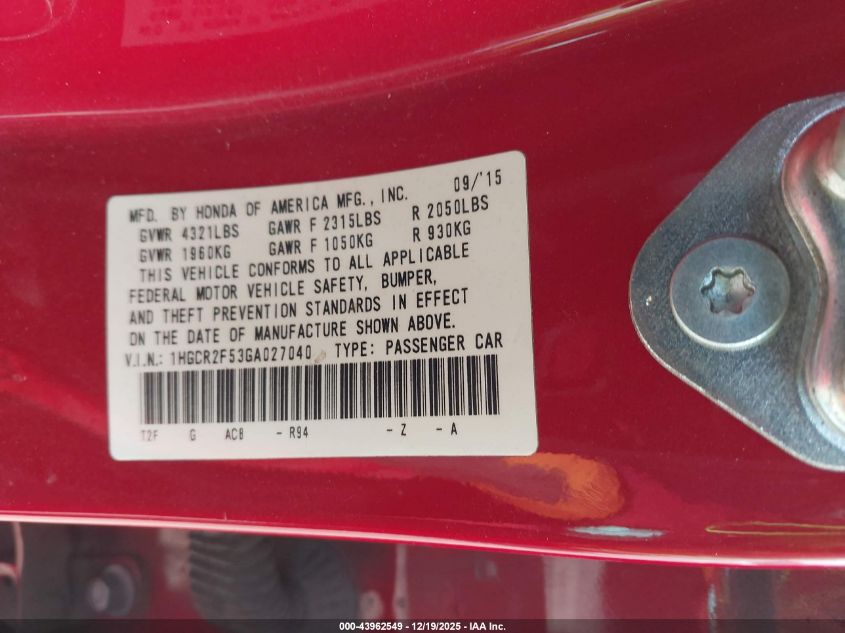 MFD. BY HONDA OF AMERICA MFG., INC. 09/'15
GVWR 4321LBS GAWR F 2315LBS R 2050LBS
GVWR 1960KG GAWR F 1050KG R 930KG
THIS VEHICLE CONFORMS TO ALL APPLICABLE
FEDERAL MOTOR VEHICLE SAFETY, BUMPER,
AND THEFT PREVENTION STANDARDS IN EFFECT
ON THE DATE OF MANUFACTURE SHOWN ABOVE.
V.I.N.: 1HGCR2F53GA027040 TYPE: PASSENGER CAR
T2F G ACB - R94 - Z - A
000-43962549 — 12/19/2025 — IAA Inc.